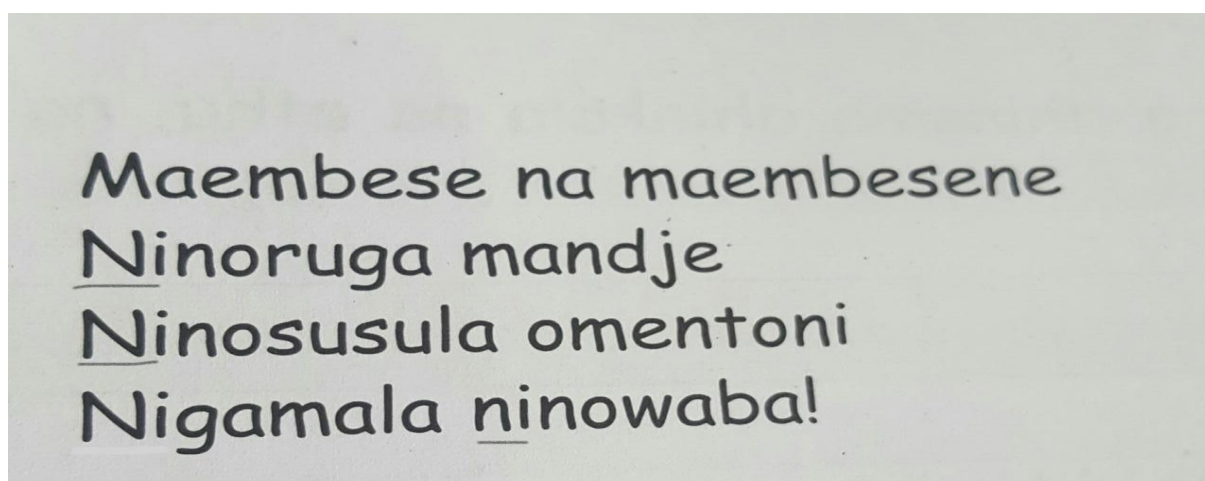 Maembese na maembesene
Ninoruga mandje
Ninosusula omentoni
Nigamala ninowaba!